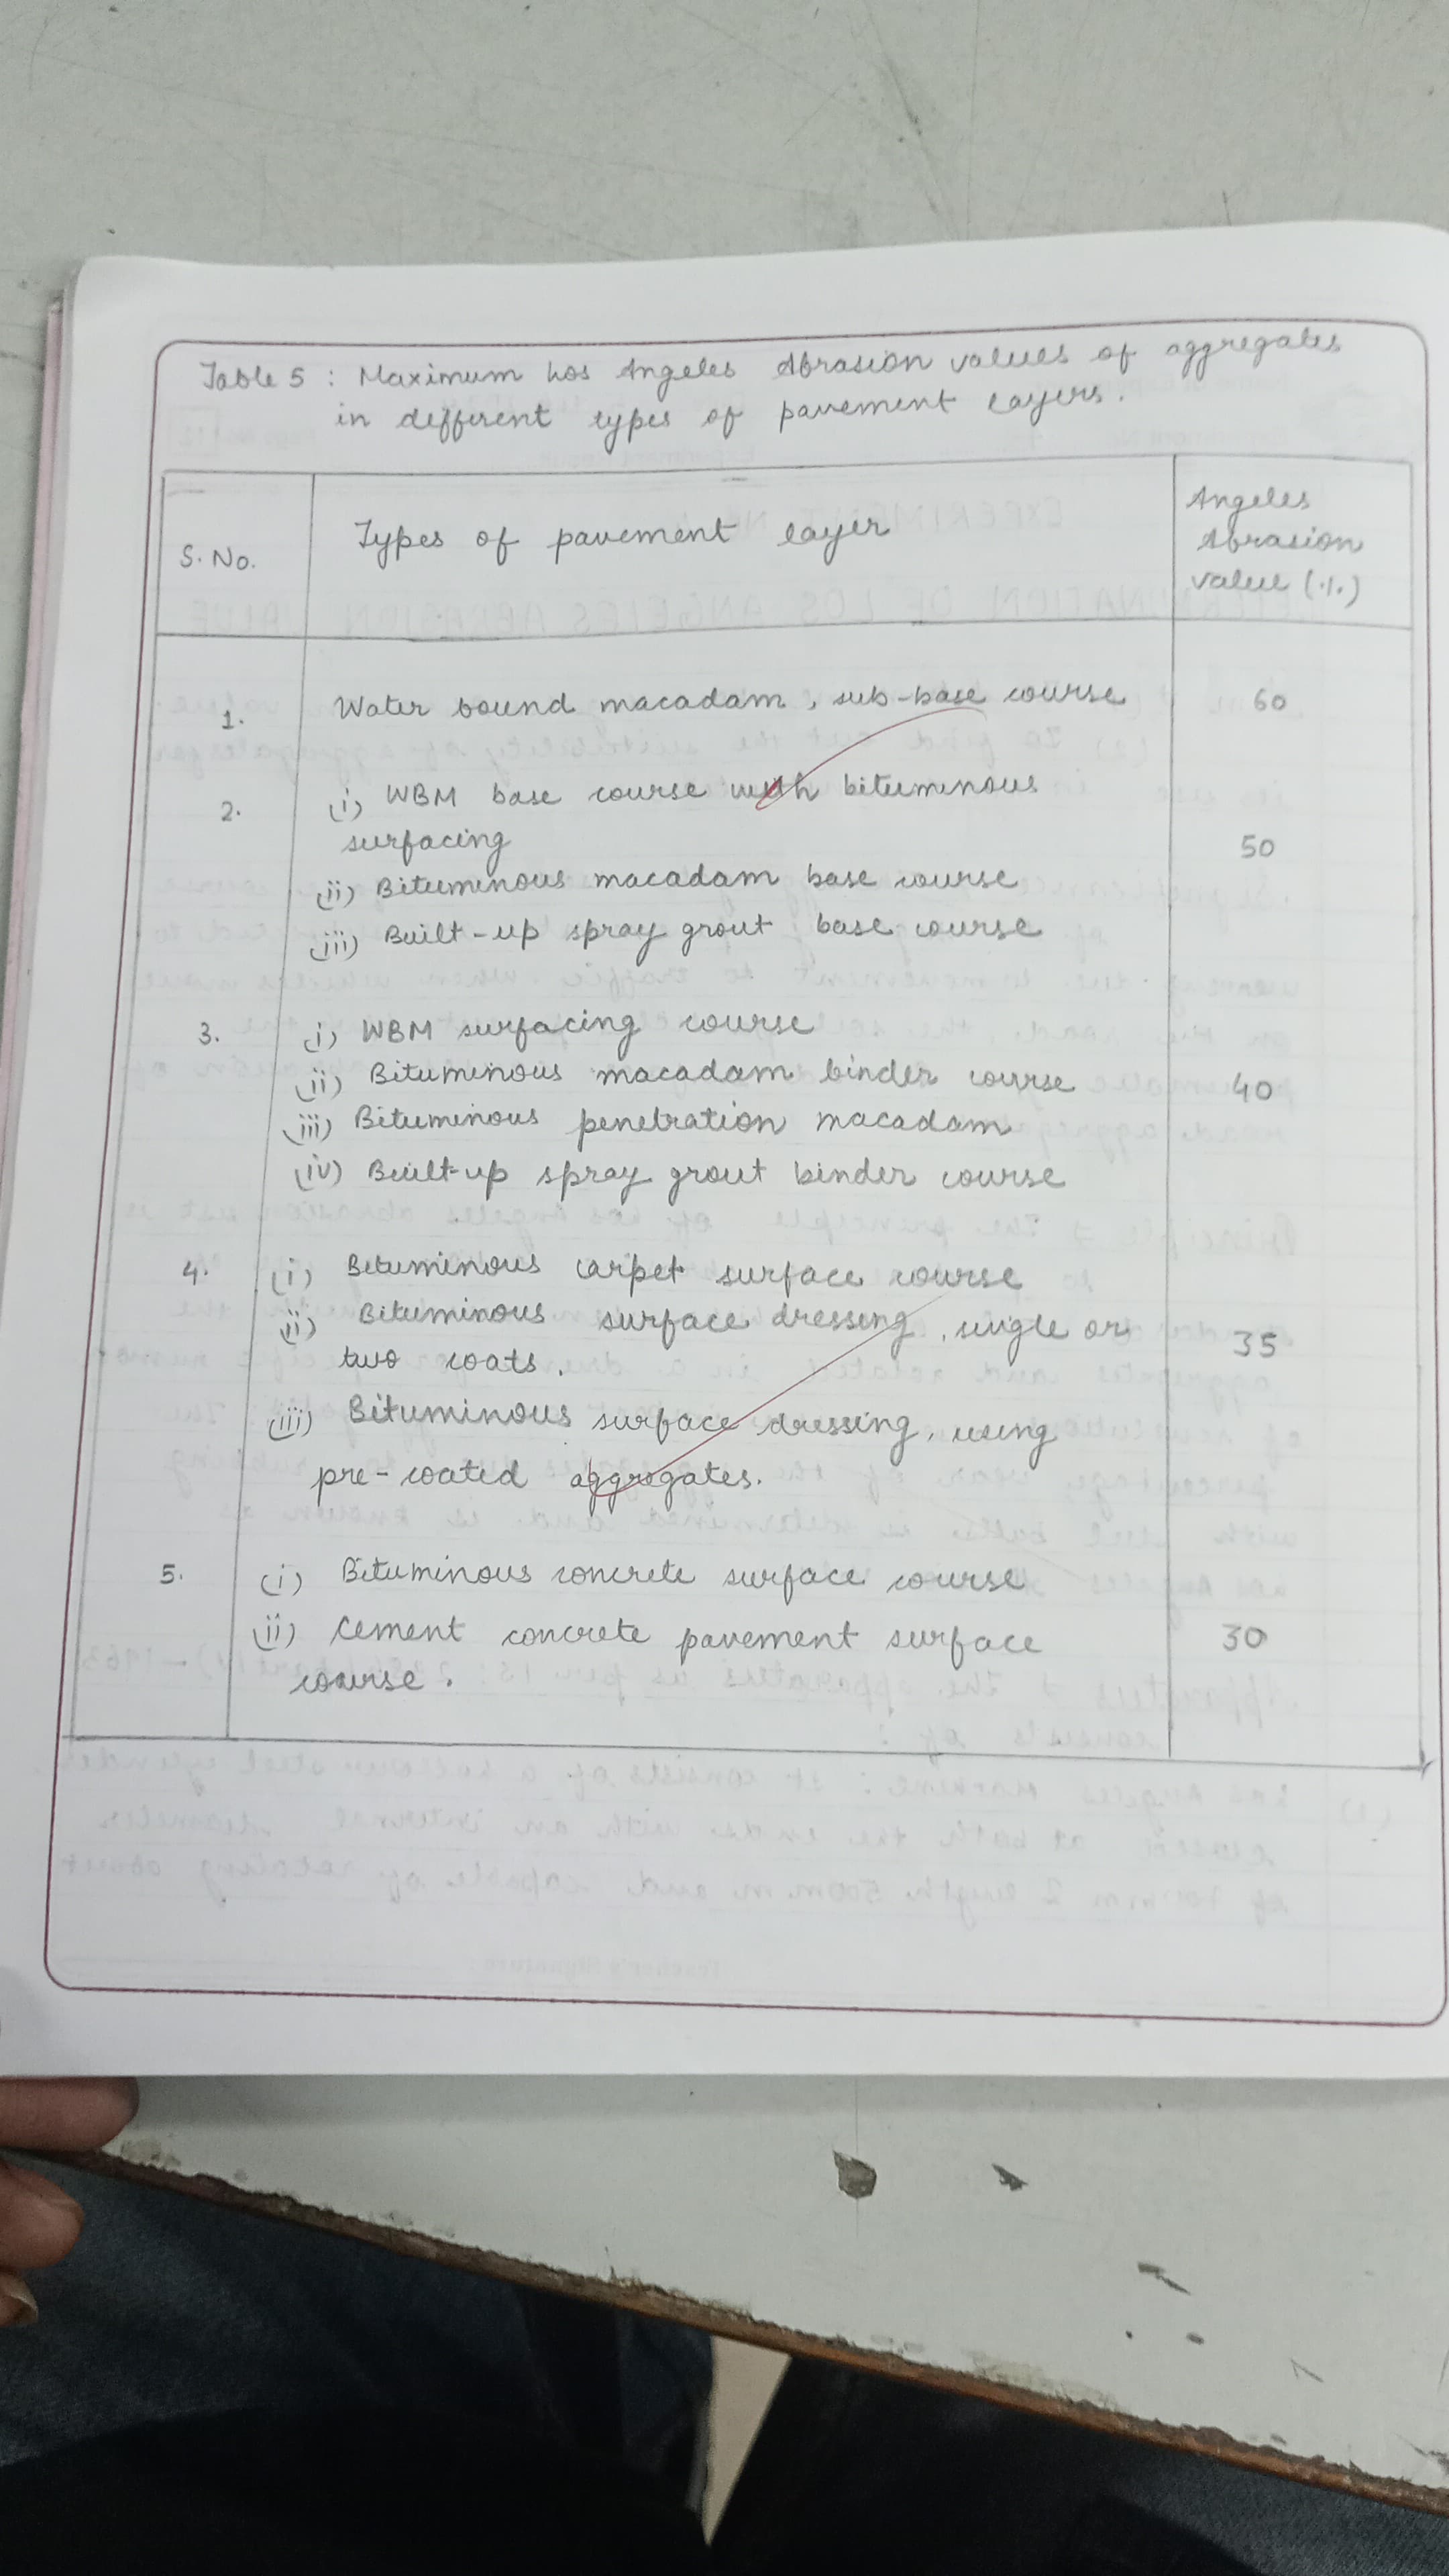 Table 5 : Maximum Los Angeles Abrasion values of aggregates
in different types of pavement layers.
S. No.
Types of pavement layer
Angeles
Abrasion
value (%)
1.
Water bound macadam, sub-base course
60
2.
(i) WBM base course with bituminous
surfacing
50
(ii) Bituminous macadam base course
(iii) Built-up spray grout base course
3.
(i) WBM surfacing course
(ii) Bituminous macadam binder course
40
(iii) Bituminous penetration macadam
(iv) Built-up spray grout binder course
4.
(i) Bituminous carpet surface course
(ii) Bituminous surface dressing, single or
35
two coats.
(iii) Bituminous surface dressing, using
pre-coated aggregates.
5.
(i) Bituminous concrete surface course
(ii) Cement concrete pavement surface
30
course.